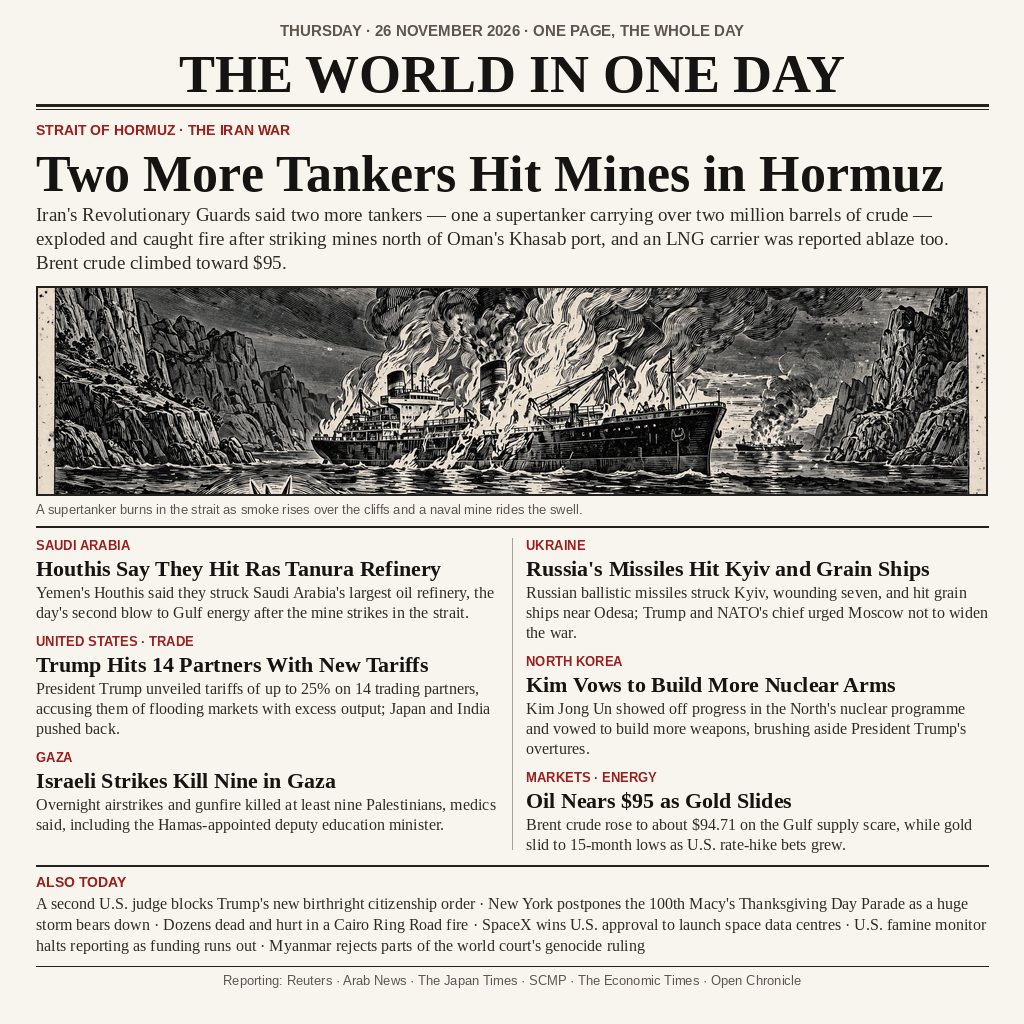 THURSDAY · 26 NOVEMBER 2026 · ONE PAGE, THE WHOLE DAY
THE WORLD IN ONE DAY
STRAIT OF HORMUZ · THE IRAN WAR
Two More Tankers Hit Mines in Hormuz
Iran's Revolutionary Guards said two more tankers — one a supertanker carrying over two million barrels of crude —
exploded and caught fire after striking mines north of Oman's Khasab port, and an LNG carrier was reported ablaze too.
Brent crude climbed toward $95.
A supertanker burns in the strait as smoke rises over the cliffs and a naval mine rides the swell.
SAUDI ARABIA
Houthis Say They Hit Ras Tanura Refinery
Yemen's Houthis said they struck Saudi Arabia's largest oil refinery, the
day's second blow to Gulf energy after the mine strikes in the strait.
UNITED STATES · TRADE
Trump Hits 14 Partners With New Tariffs
President Trump unveiled tariffs of up to 25% on 14 trading partners,
accusing them of flooding markets with excess output; Japan and India
pushed back.
GAZA
Israeli Strikes Kill Nine in Gaza
Overnight airstrikes and gunfire killed at least nine Palestinians, medics
said, including the Hamas-appointed deputy education minister.
UKRAINE
Russia's Missiles Hit Kyiv and Grain Ships
Russian ballistic missiles struck Kyiv, wounding seven, and hit grain
ships near Odesa; Trump and NATO's chief urged Moscow not to widen
the war.
NORTH KOREA
Kim Vows to Build More Nuclear Arms
Kim Jong Un showed off progress in the North's nuclear programme
and vowed to build more weapons, brushing aside President Trump's
overtures.
MARKETS · ENERGY
Oil Nears $95 as Gold Slides
Brent crude rose to about $94.71 on the Gulf supply scare, while gold
slid to 15-month lows as U.S. rate-hike bets grew.
ALSO TODAY
A second U.S. judge blocks Trump's new birthright citizenship order · New York postpones the 100th Macy's Thanksgiving Day Parade as a huge
storm bears down · Dozens dead and hurt in a Cairo Ring Road fire · SpaceX wins U.S. approval to launch space data centres · U.S. famine monitor
halts reporting as funding runs out · Myanmar rejects parts of the world court's genocide ruling
Reporting: Reuters · Arab News · The Japan Times · SCMP · The Economic Times · Open Chronicle